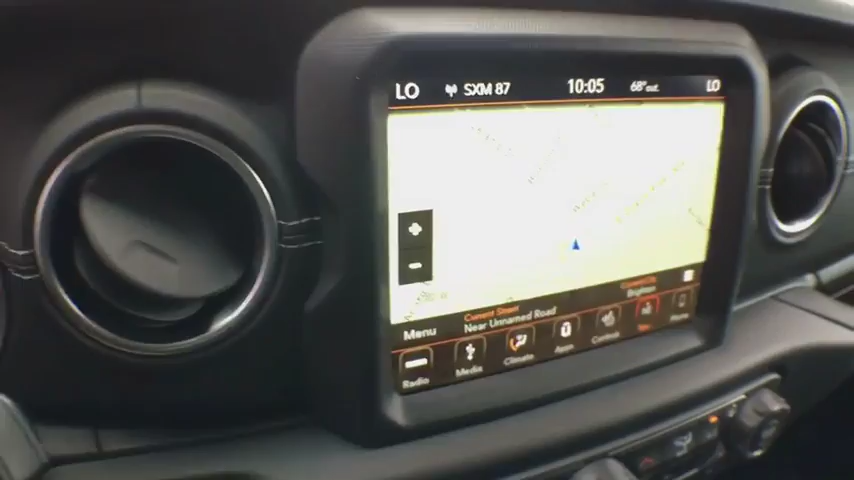 LO SXM 87 10:05 68° out. LO
Current Street
Current City
Menu Near Unnamed Road Brighton
Radio Media Climate Apps Controls Nav Phone